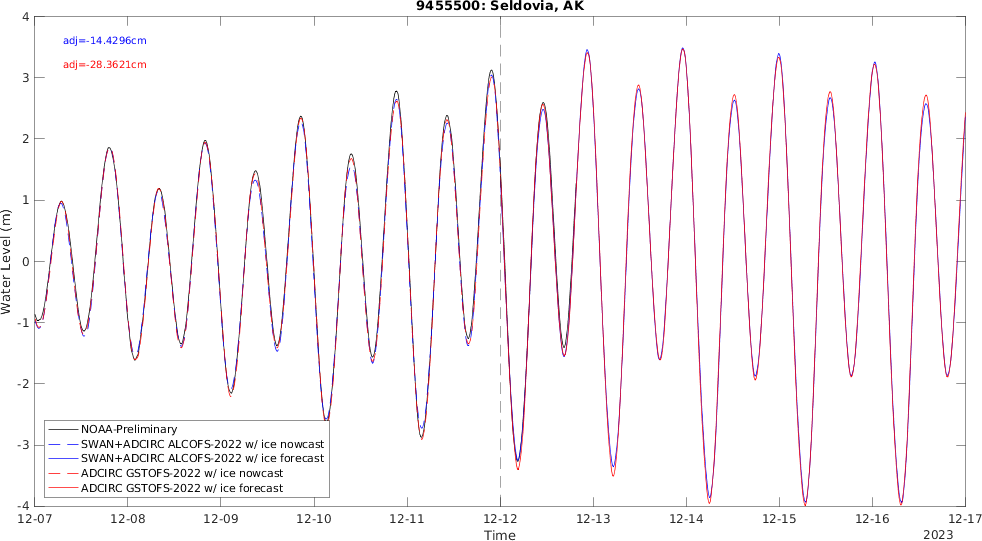 9455500: Seldovia, AK
adj=-14.4296cm
adj=-28.3621cm
4
3
2
1
0
-1
-2
-3
-4
Water Level (m)
NOAA-Preliminary
SWAN+ADCIRC ALCOFS-2022 w/ ice nowcast
SWAN+ADCIRC ALCOFS-2022 w/ ice forecast
ADCIRC GSTOFS-2022 w/ ice nowcast
ADCIRC GSTOFS-2022 w/ ice forecast
12-07 12-08 12-09 12-10 12-11 12-12 12-13 12-14 12-15 12-16 12-17
Time
2023